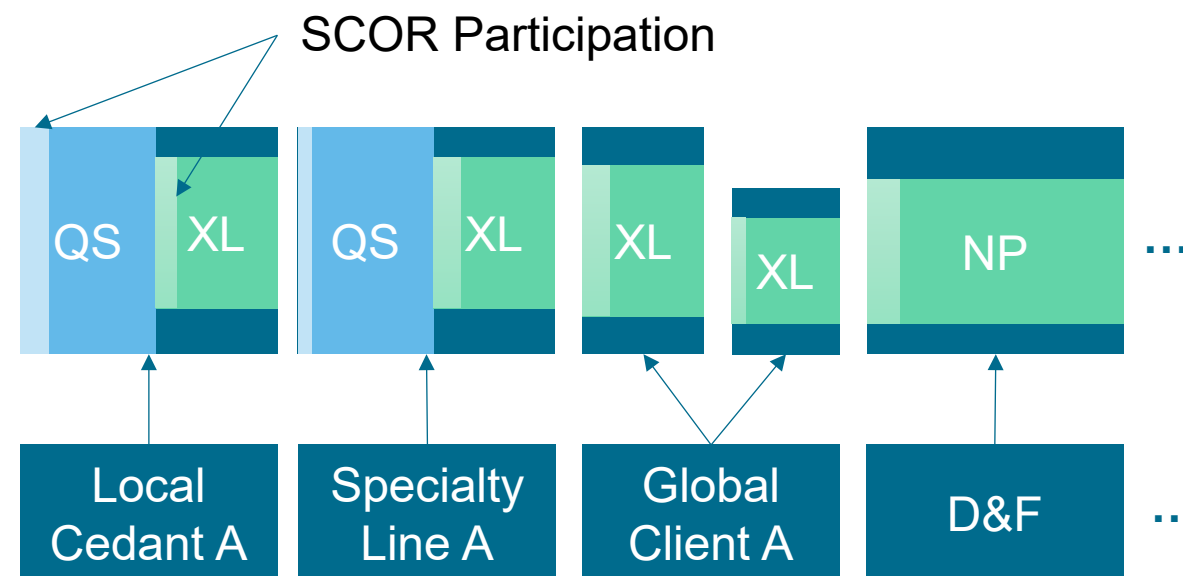 SCOR Participation
QS
XL
QS
XL
XL
XL
NP
...
Local
Cedant A
Specialty
Line A
Global
Client A
D&F
..